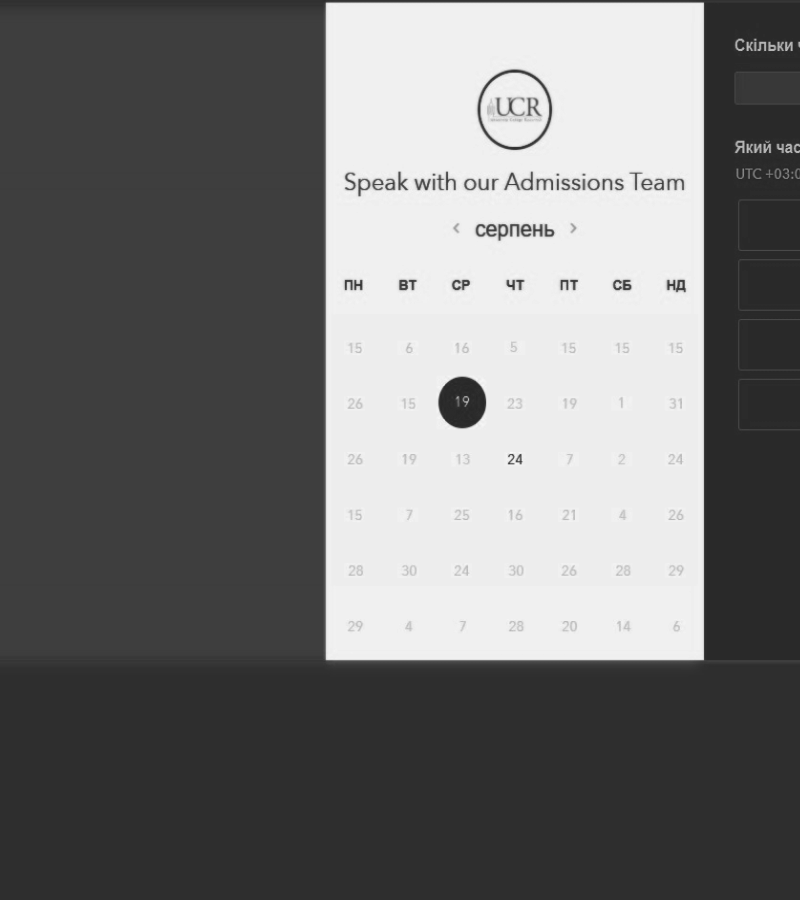 UCR
Speak with our Admissions Team
< серпень >
ПН ВТ СР ЧТ ПТ СБ НД
15 6 16 5 15 15 15
26 15 19 23 19 1 31
26 19 13 24 7 2 24
15 7 25 16 21 4 26
28 30 24 30 26 28 29
29 4 7 28 20 14 6
Скільки
Який час
UTC +03:0